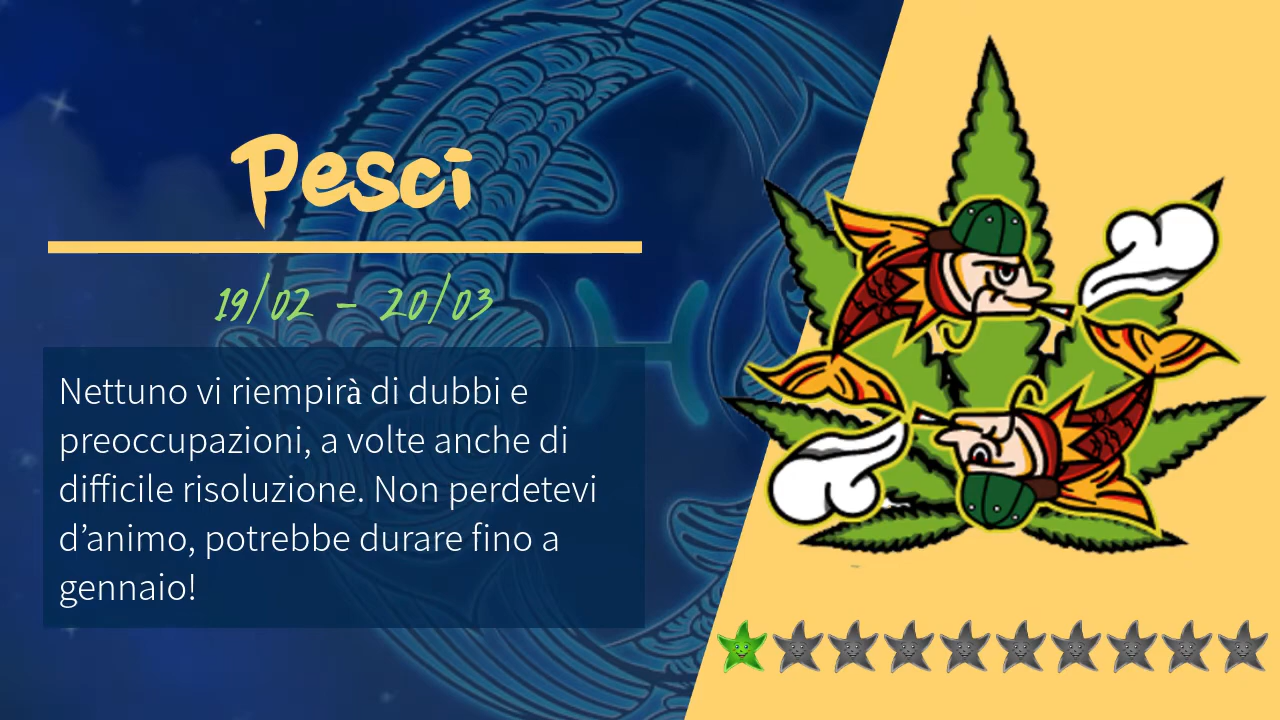 Pesci
19/02 - 20/03
Nettuno vi riempirà di dubbi e
preoccupazioni, a volte anche di
difficile risoluzione. Non perdetevi
d’animo, potrebbe durare fino a
gennaio!